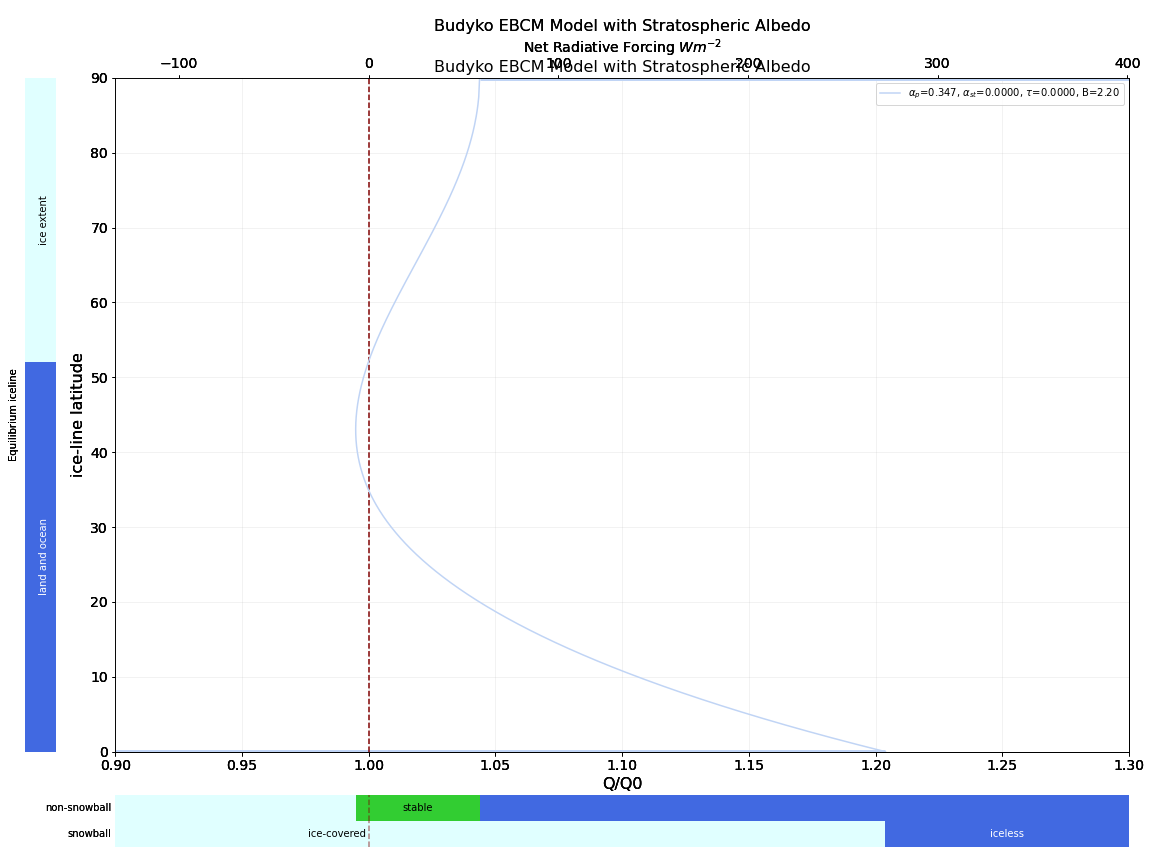 Budyko EBCM Model with Stratospheric Albedo
Net Radiative Forcing Wm⁻²
−100 0 100 200 300 400
Budyko EBCM Model with Stratospheric Albedo
αₚ=0.347, αₛₜ=0.0000, τ=0.0000, B=2.20
90
80
70
60
50
40
30
20
10
0
ice-line latitude
Equilibrium iceline
ice extent
land and ocean
0.90 0.95 1.00 1.05 1.10 1.15 1.20 1.25 1.30
Q/Q0
non-snowball
stable
snowball
ice-covered
iceless